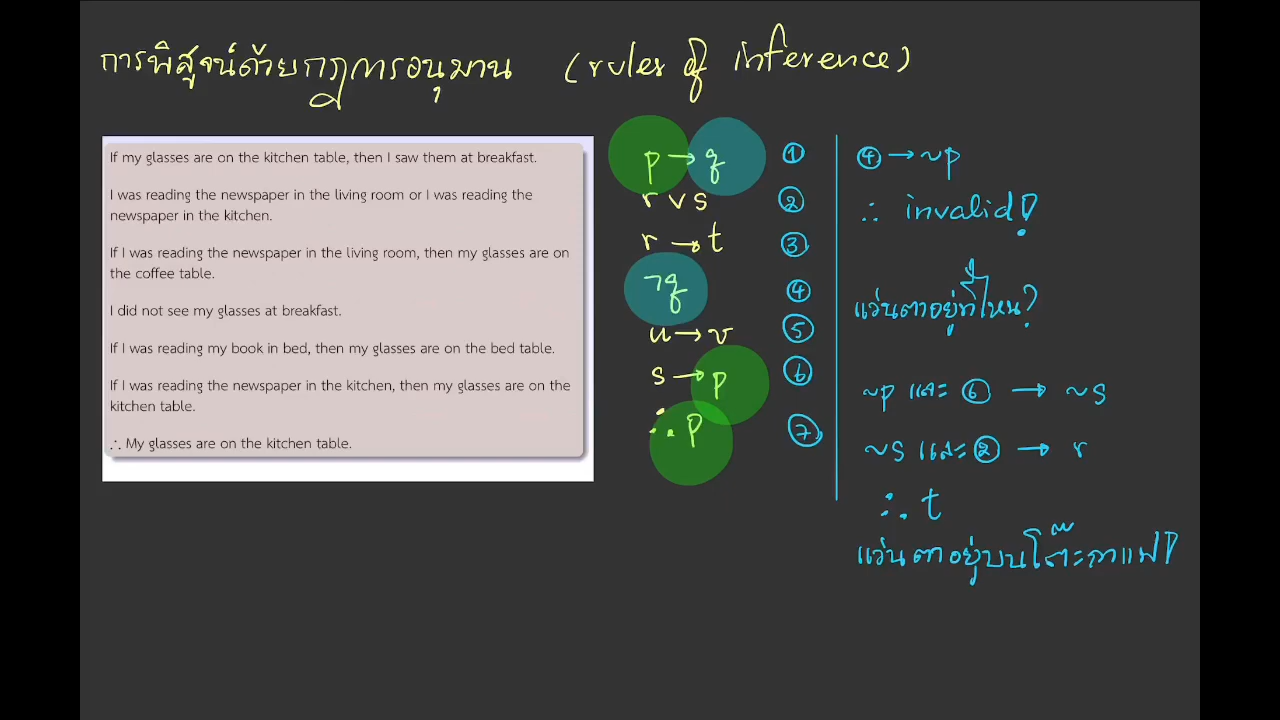 การพิสูจน์ด้วยกฎการอนุมาน (rules of inference)
If my glasses are on the kitchen table, then I saw them at breakfast.
I was reading the newspaper in the living room or I was reading the
newspaper in the kitchen.
If I was reading the newspaper in the living room, then my glasses are on
the coffee table.
I did not see my glasses at breakfast.
If I was reading my book in bed, then my glasses are on the bed table.
If I was reading the newspaper in the kitchen, then my glasses are on the
kitchen table.
∴ My glasses are on the kitchen table.
p → q ①
r ∨ s ②
r → t ③
¬q ④
u → v ⑤
s → p ⑥
∴ p ⑦
④ → ~p
∴ invalid!
แว่นตาอยู่ที่ไหน?
~p และ ⑥ → ~s
~s และ ② → r
∴ t
แว่นตาอยู่บนโต๊ะกาแฟ!